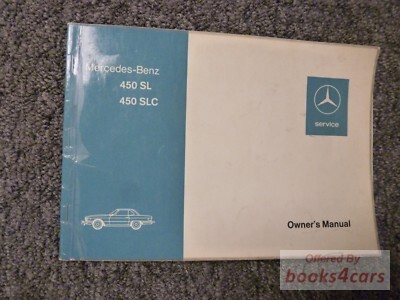 Mercedes-Benz
450 SL
450 SLC
service
Owner's Manual
Offered By
books4cars